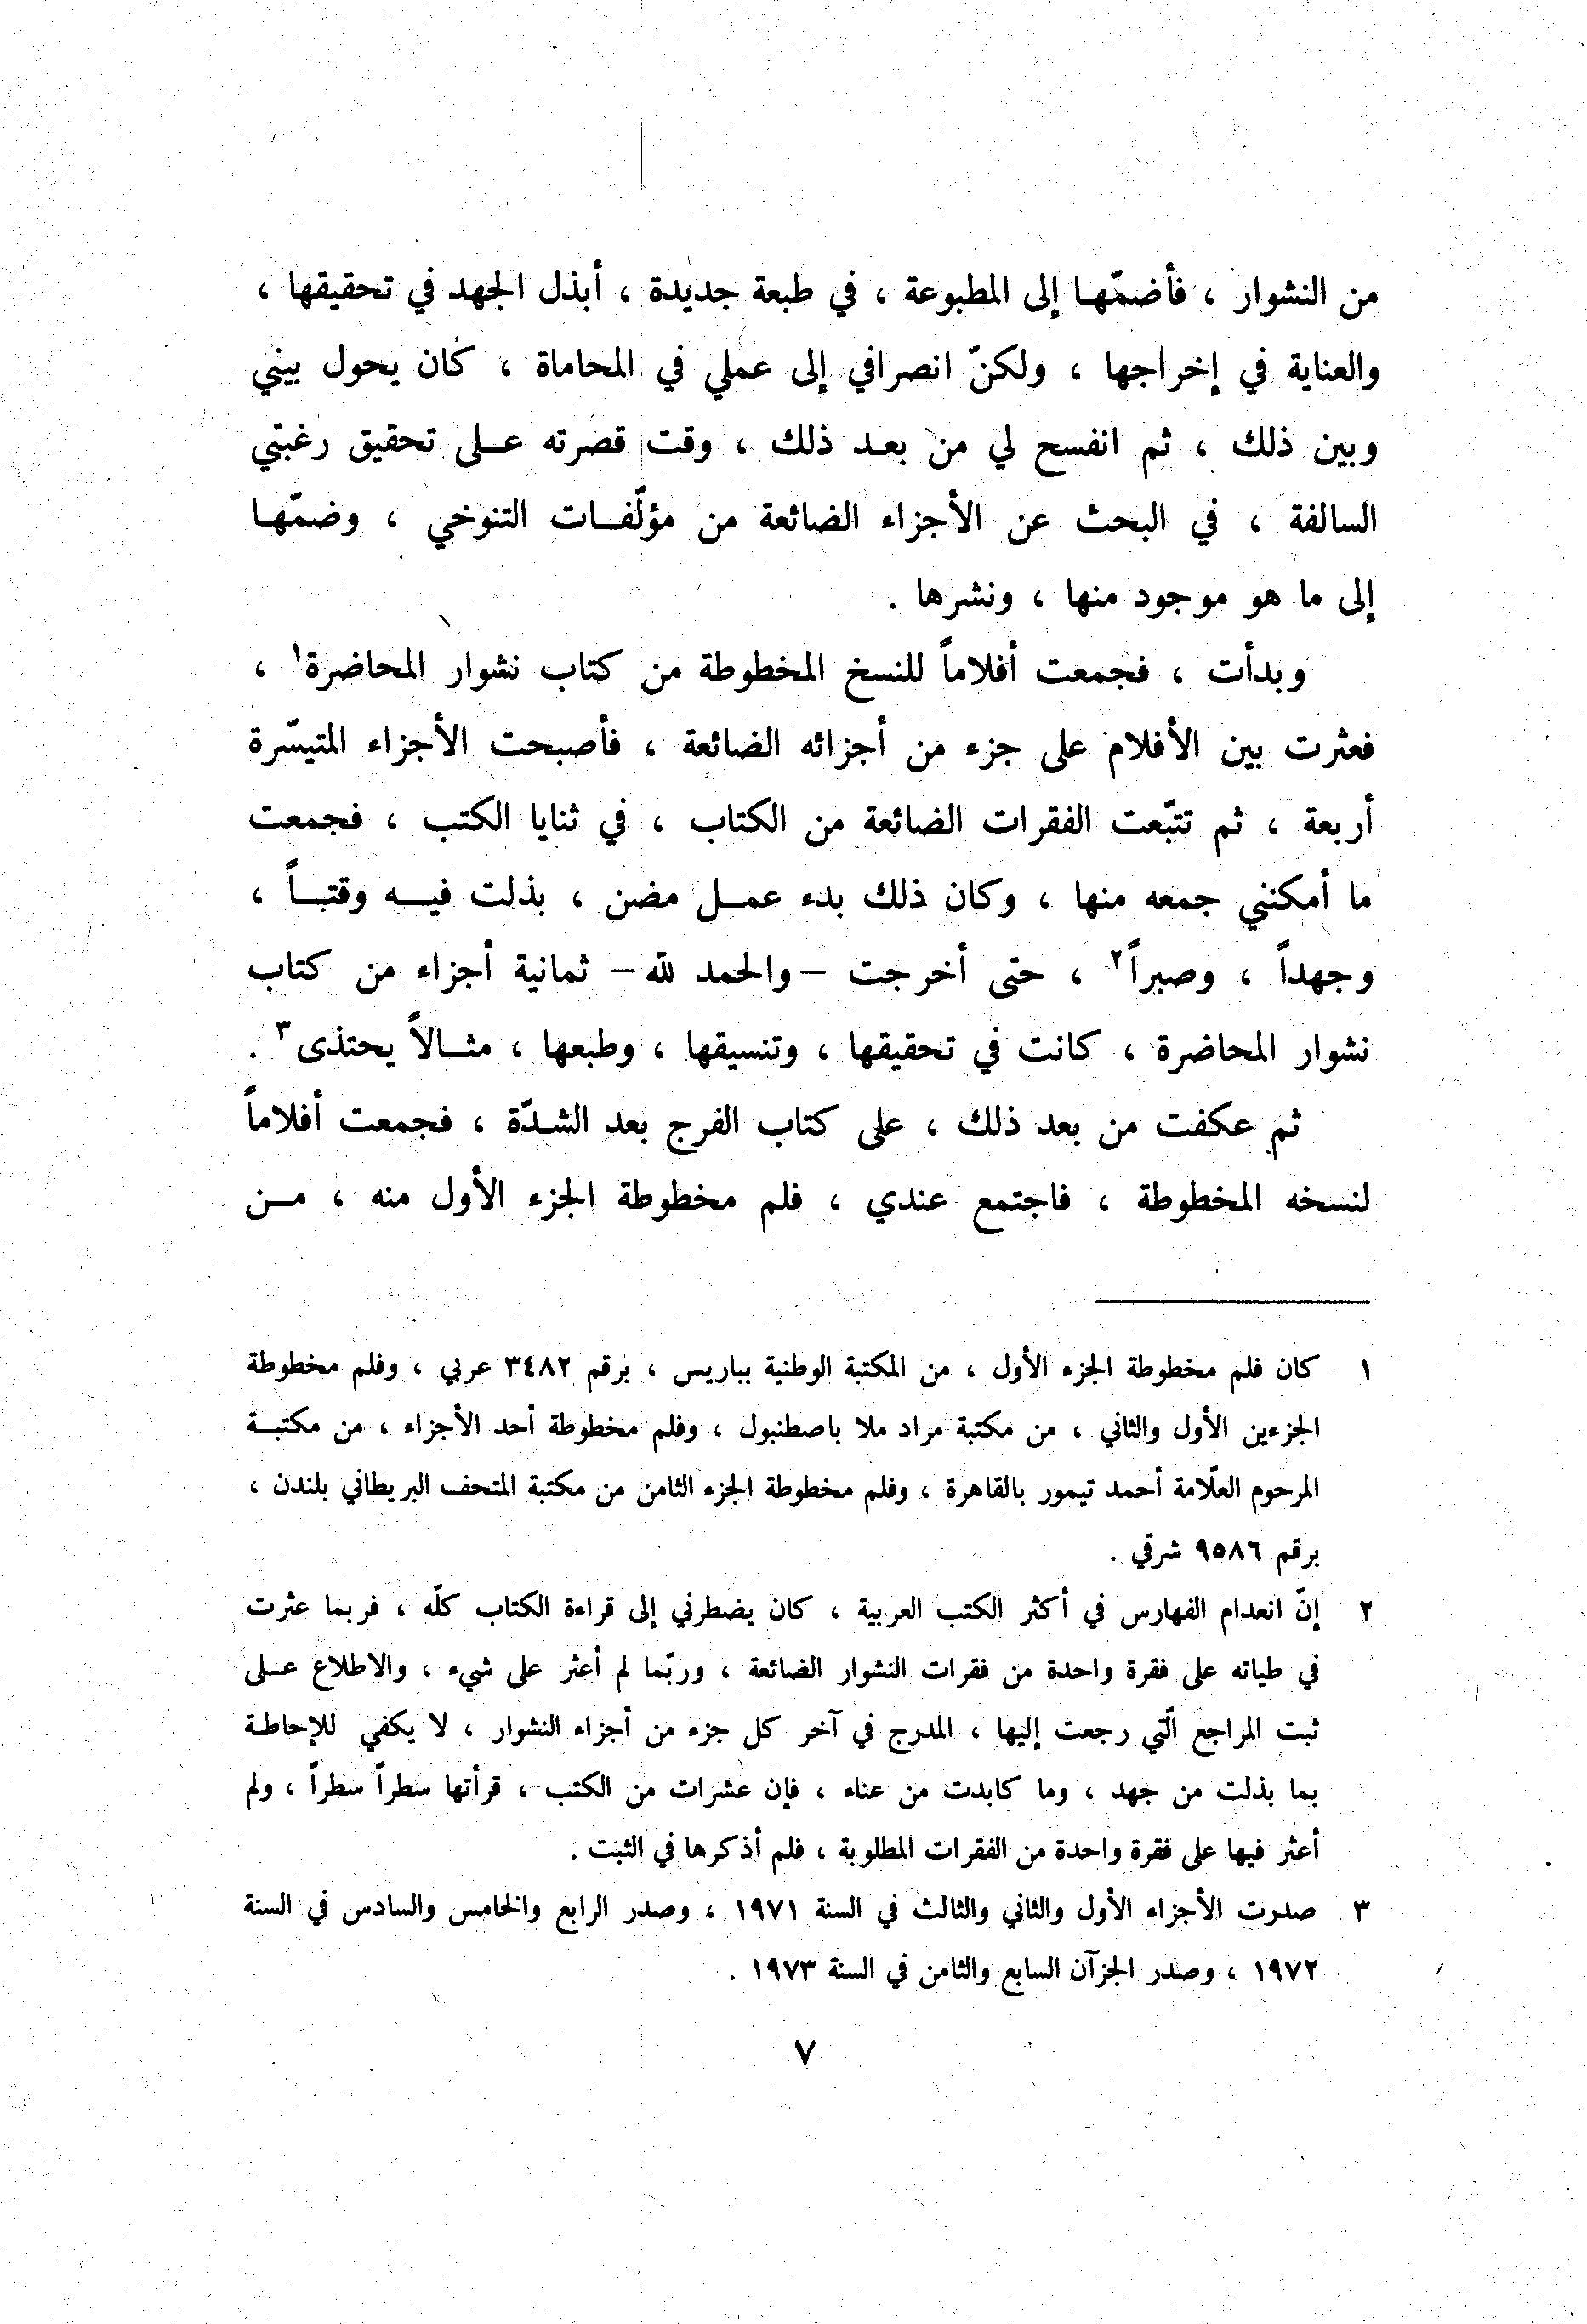 من النشوار ، فأضمّها إلى المطبوعة ، في طبعة جديدة ، أبذل الجهد في تحقيقها ،
والعناية في إخراجها ، ولكنّ انصرافي إلى عملي في المحاماة ، كان يحول بيني
وبين ذلك ، ثم انفسح لي من بعد ذلك ، وقت قصرته على تحقيق رغبتي
السالفة ، في البحث عن الأجزاء الضائعة من مؤلّفات التنوخي ، وضمّها
إلى ما هو موجود منها ، ونشرها .
وبدأت ، فجمعت أفلاماً للنسخ المخطوطة من كتاب نشوار المحاضرة١ ،
فعثرت بين الأفلام على جزء من أجزائه الضائعة ، فأصبحت الأجزاء المتيسّرة
أربعة ، ثم تتبّعت الفقرات الضائعة من الكتاب ، في ثنايا الكتب ، فجمعت
ما أمكنني جمعه منها ، وكان ذلك بدء عمل مضن ، بذلت فيه وقتاً ،
وجهداً ، وصبراً٢ ، حتى أخرجت – والحمد لله – ثمانية أجزاء من كتاب
نشوار المحاضرة ، كانت في تحقيقها ، وتنسيقها ، وطبعها ، مثالاً يحتذى٣ .
ثم عكفت من بعد ذلك ، على كتاب الفرج بعد الشدّة ، فجمعت أفلاماً
لنسخه المخطوطة ، فاجتمع عندي ، فلم مخطوطة الجزء الأول منه ، من
١ كان فلم مخطوطة الجزء الأول ، من المكتبة الوطنية بباريس ، برقم ٣٤٨٢ عربي ، وفلم مخطوطة
الجزءين الأول والثاني ، من مكتبة مراد ملا باصطنبول ، وفلم مخطوطة أحد الأجزاء ، من مكتبة
المرحوم العلّامة أحمد تيمور بالقاهرة ، وفلم مخطوطة الجزء الثامن من مكتبة المتحف البريطاني بلندن ،
برقم ٩٥٨٦ شرقي .
٢ إنّ انعدام الفهارس في أكثر الكتب العربية ، كان يضطرني إلى قراءة الكتاب كلّه ، فربما عثرت
في طياته على فقرة واحدة من فقرات النشوار الضائعة ، وربّما لم أعثر على شيء ، والاطلاع على
ثبت المراجع الّتي رجعت إليها ، المدرج في آخر كل جزء من أجزاء النشوار ، لا يكفي للإحاطة
بما بذلت من جهد ، وما كابدت من عناء ، فإن عشرات من الكتب ، قرأتها سطراً سطراً ، ولم
أعثر فيها على فقرة واحدة من الفقرات المطلوبة ، فلم أذكرها في الثبت .
٣ صدرت الأجزاء الأول والثاني والثالث في السنة ١٩٧١ ، وصدر الرابع والخامس والسادس في السنة
١٩٧٢ ، وصدر الجزآن السابع والثامن في السنة ١٩٧٣ .
٧